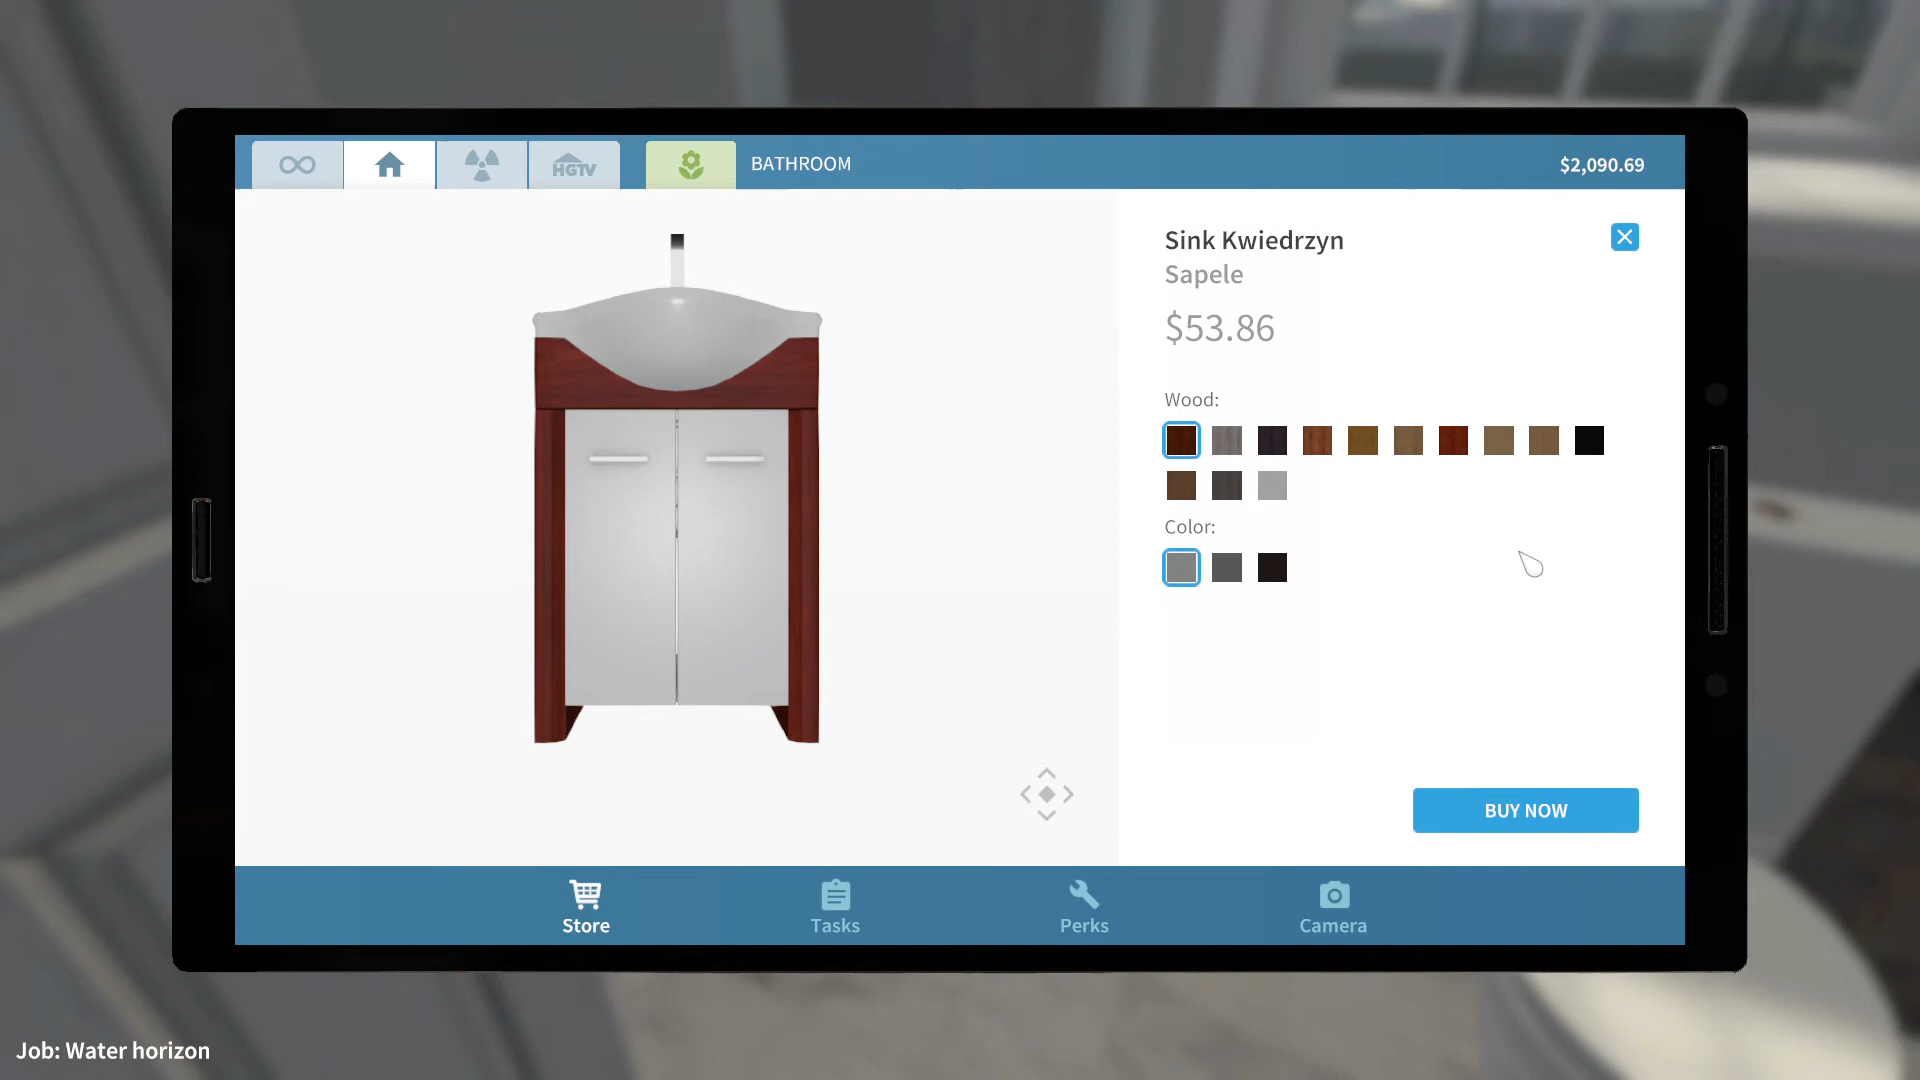 HGTV
BATHROOM
$2,090.69
Sink Kwiedrzyn
Sapele
$53.86
Wood:
Color:
BUY NOW
Store
Tasks
Perks
Camera
Job: Water horizon